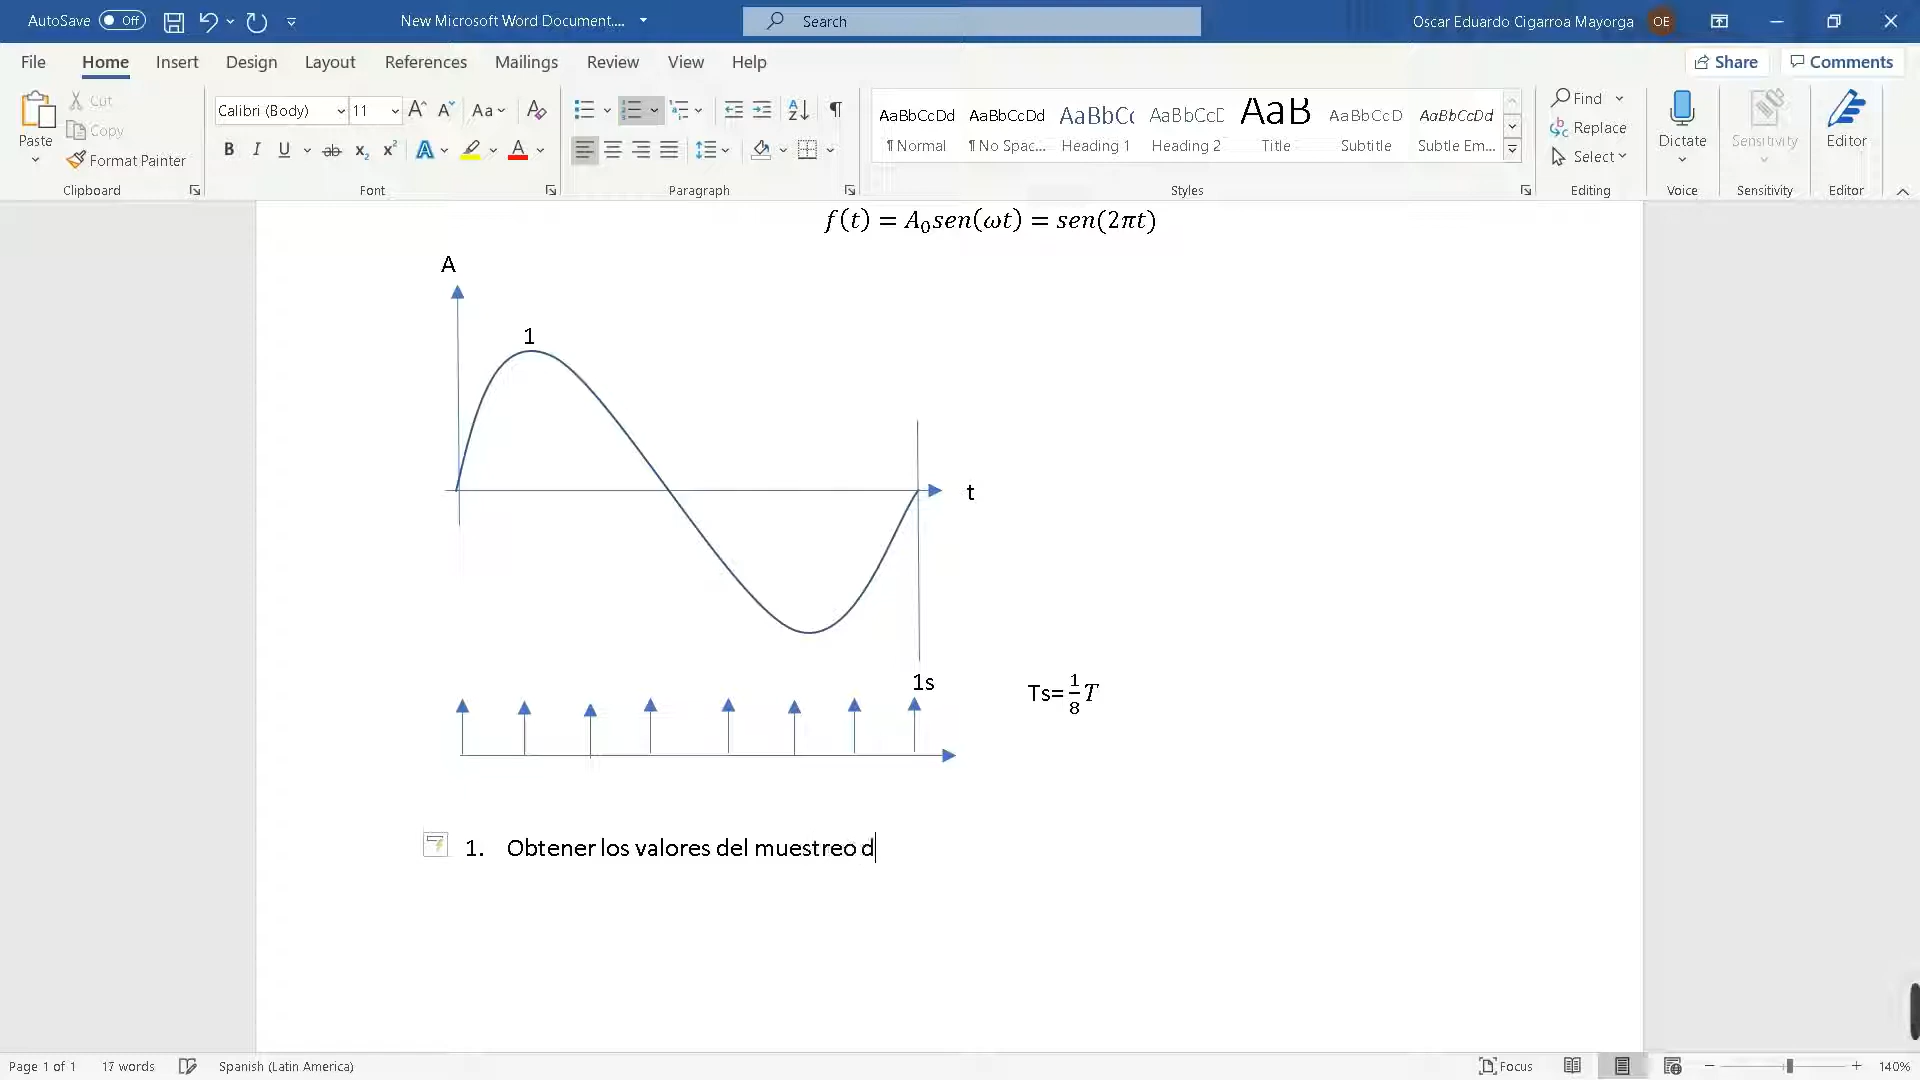 AutoSave Off New Microsoft Word Document.... Search Oscar Eduardo Cigarroa Mayorga OE
File Home Insert Design Layout References Mailings Review View Help Share Comments
Paste Cut Copy Format Painter Clipboard
Calibri (Body) 11 Aa B I U ab x₂ x² A A Font
Paragraph
AaBbCcDd ¶ Normal
AaBbCcDd ¶ No Spac...
AaBbCc Heading 1
AaBbCcD Heading 2
AaB Title
AaBbCcD Subtitle
AaBbCcDd Subtle Em...
Styles
Find Replace Select Editing
Dictate Voice
Sensitivity Sensitivity
Editor Editor
f(t) = A₀sen(ωt) = sen(2πt)
A
1
t
1s
Ts= 1/8 T
1. Obtener los valores del muestreo d
Page 1 of 1 17 words Spanish (Latin America) Focus 140%